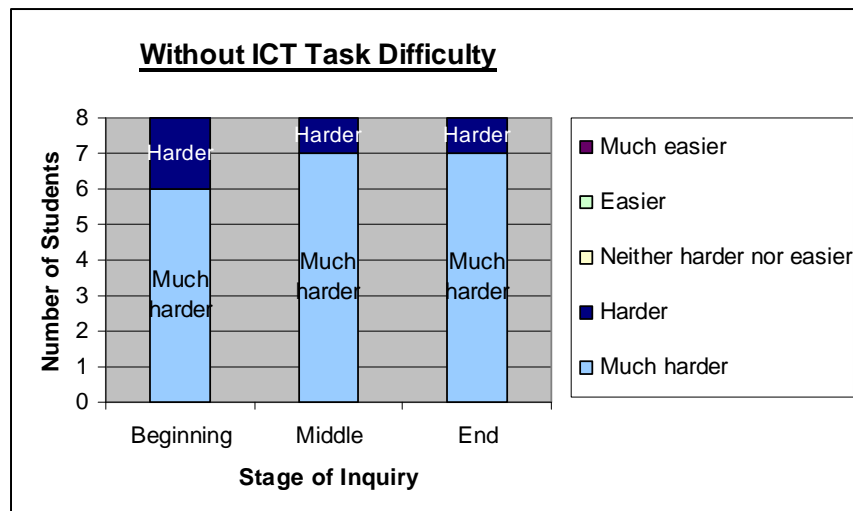 Without ICT Task Difficulty
Number of Students
8
7
6
5
4
3
2
1
0
Harder
Harder
Harder
Much
harder
Much
harder
Much
harder
Beginning
Middle
End
Stage of Inquiry
Much easier
Easier
Neither harder nor easier
Harder
Much harder